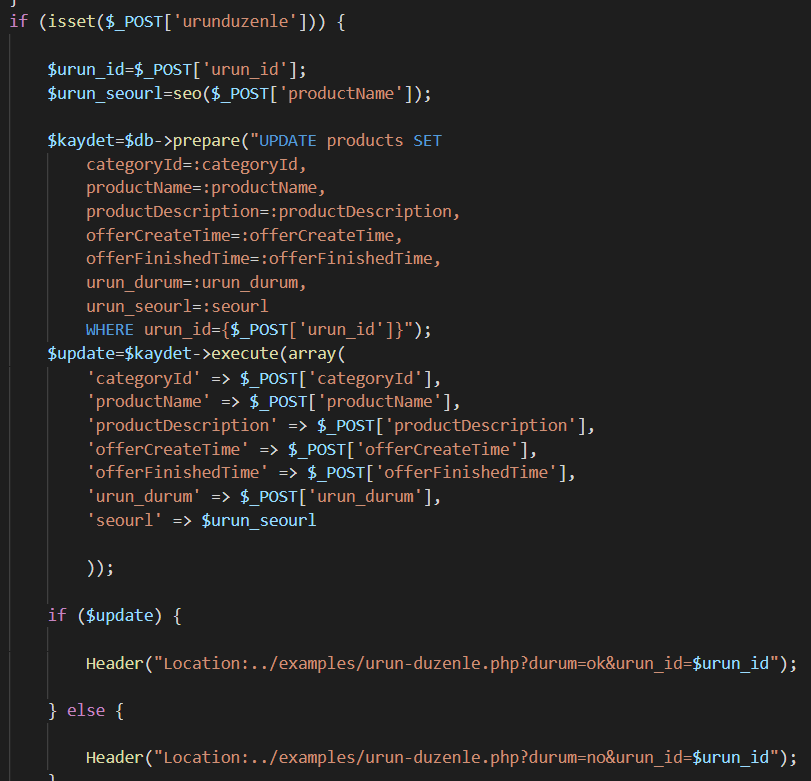 }
if (isset($_POST['urunduzenle'])) {
$urun_id=$_POST['urun_id'];
$urun_seourl=seo($_POST['productName']);
$kaydet=$db->prepare("UPDATE products SET
categoryId=:categoryId,
productName=:productName,
productDescription=:productDescription,
offerCreateTime=:offerCreateTime,
offerFinishedTime=:offerFinishedTime,
urun_durum=:urun_durum,
urun_seourl=:seourl
WHERE urun_id={$_POST['urun_id']}");
$update=$kaydet->execute(array(
'categoryId' => $_POST['categoryId'],
'productName' => $_POST['productName'],
'productDescription' => $_POST['productDescription'],
'offerCreateTime' => $_POST['offerCreateTime'],
'offerFinishedTime' => $_POST['offerFinishedTime'],
'urun_durum' => $_POST['urun_durum'],
'seourl' => $urun_seourl
));
if ($update) {
Header("Location:../examples/urun-duzenle.php?durum=ok&urun_id=$urun_id");
} else {
Header("Location:../examples/urun-duzenle.php?durum=no&urun_id=$urun_id");
}